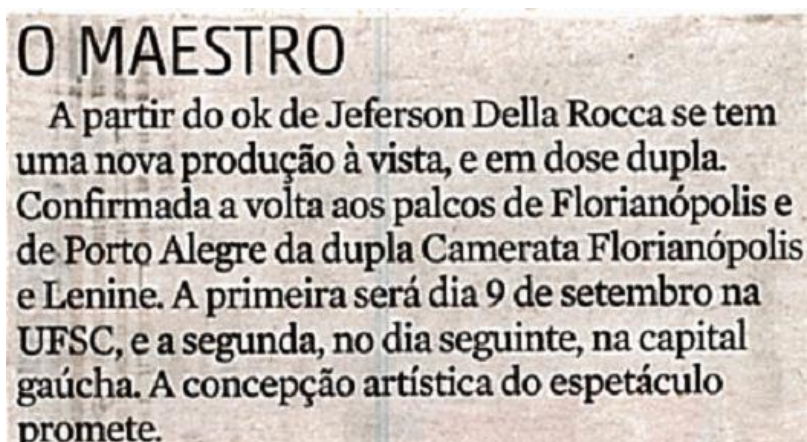 O MAESTRO
A partir do ok de Jeferson Della Rocca se tem
uma nova produção à vista, e em dose dupla.
Confirmada a volta aos palcos de Florianópolis e
de Porto Alegre da dupla Camerata Florianópolis
e Lenine. A primeira será dia 9 de setembro na
UFSC, e a segunda, no dia seguinte, na capital
gaúcha. A concepção artística do espetáculo
promete.